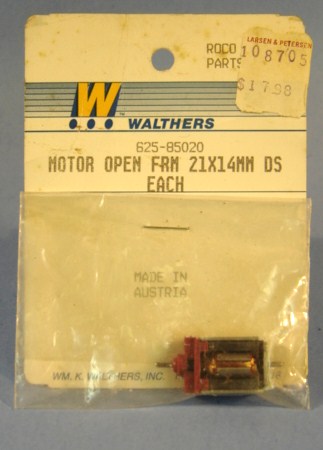 ROCO
PARTS
LARSEN & PETERSEN
108705
$17.98
W
WALTHERS
625-85020
MOTOR OPEN FRM 21X14MM DS
EACH
MADE IN
AUSTRIA
WM. K. WALTHERS, INC.